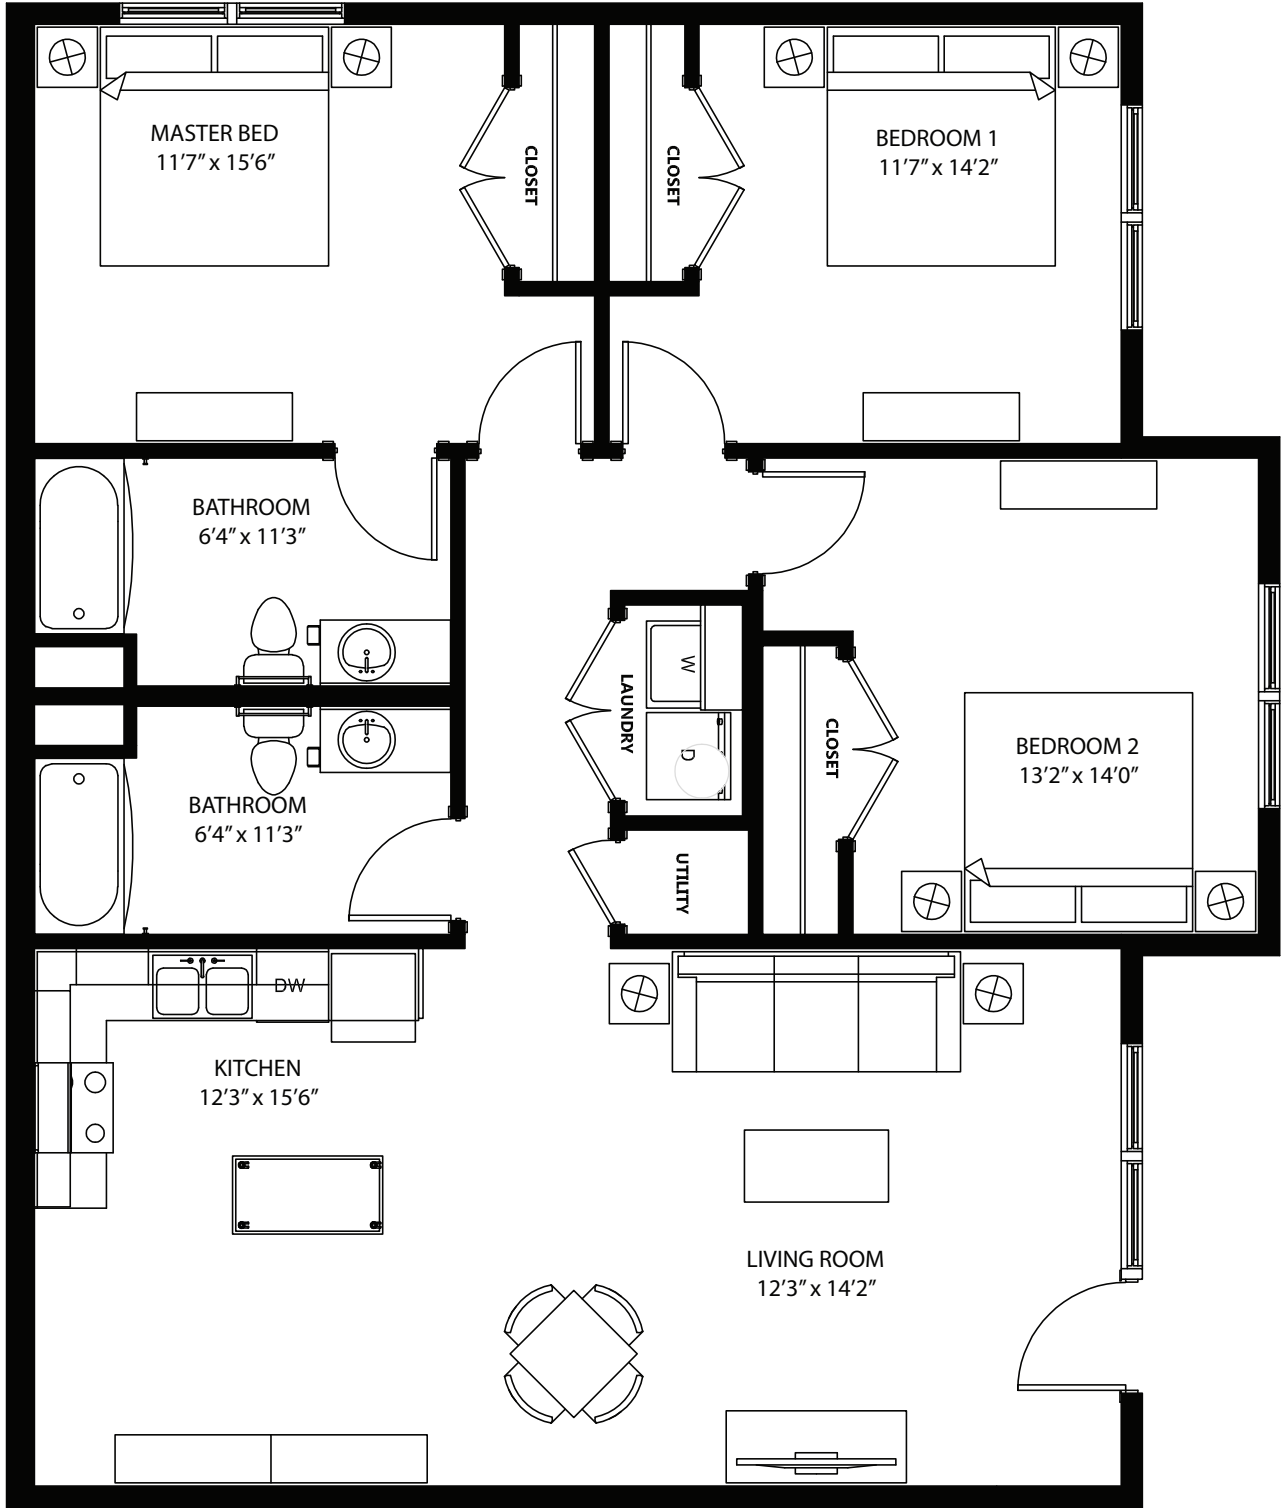 MASTER BED
11’7” x 15’6”
CLOSET
CLOSET
BEDROOM 1
11’7” x 14’2”
BATHROOM
6’4” x 11’3”
W
LAUNDRY
D
CLOSET
BEDROOM 2
13’2” x 14’0”
BATHROOM
6’4” x 11’3”
UTILITY
DW
KITCHEN
12’3” x 15’6”
LIVING ROOM
12’3” x 14’2”